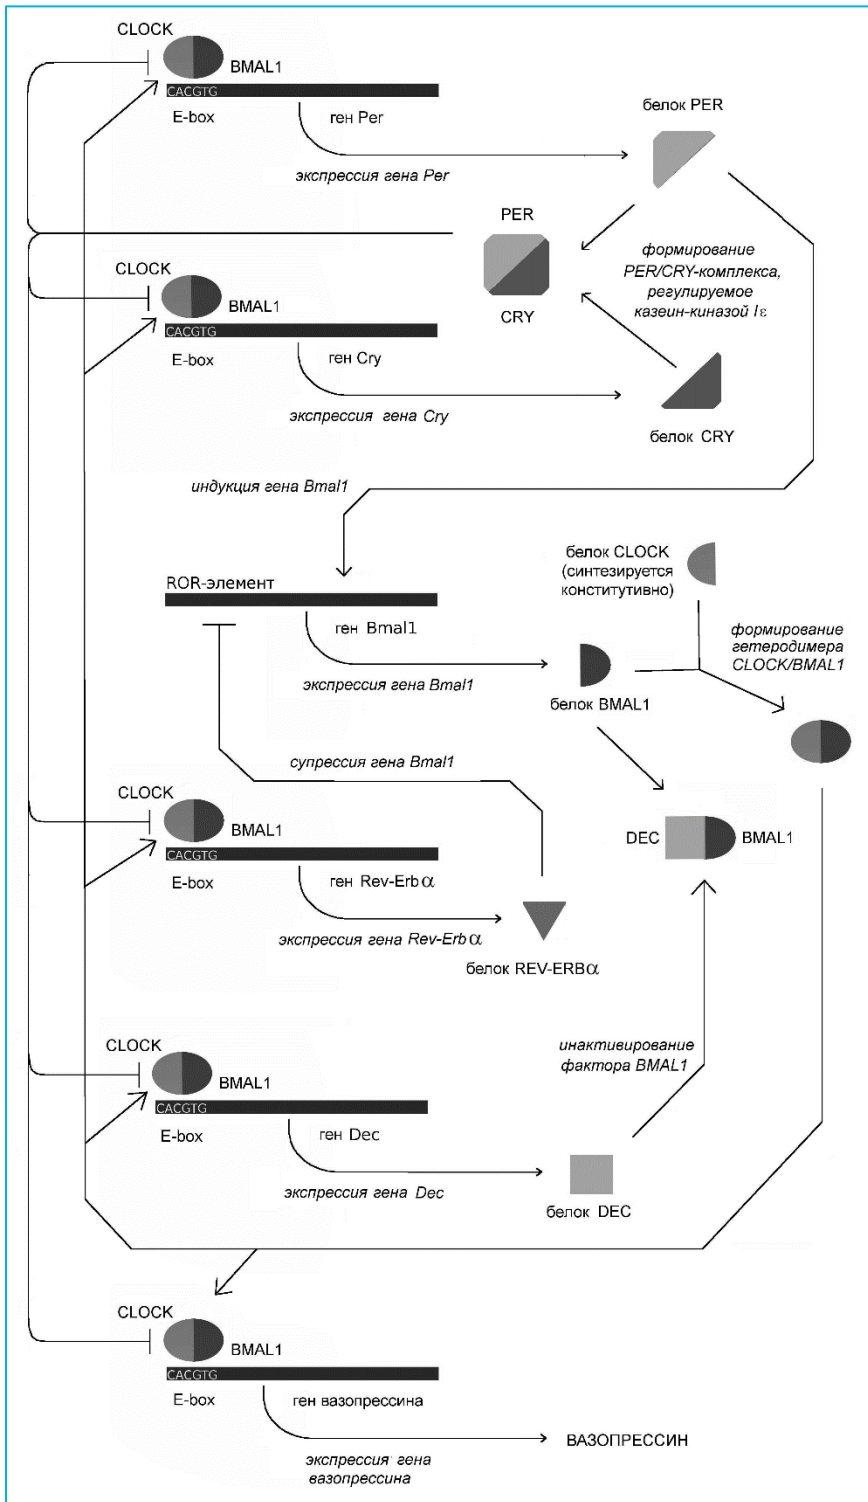 CLOCK
BMAL1
CACGTG
E-box
ген Per
экспрессия гена Per
белок PER
PER
CRY
формирование
PER/CRY-комплекса,
регулируемое
казеин-киназой Iε
CLOCK
BMAL1
CACGTG
E-box
ген Cry
экспрессия гена Cry
белок CRY
индукция гена Bmal1
ROR-элемент
ген Bmal1
экспрессия гена Bmal1
белок CLOCK
(синтезируется
конститутивно)
белок BMAL1
формирование
гетеродимера
CLOCK/BMAL1
супрессия гена Bmal1
CLOCK
BMAL1
CACGTG
E-box
ген Rev-Erb α
экспрессия гена Rev-Erb α
белок REV-ERBα
DEC
BMAL1
инактивирование
фактора BMAL1
CLOCK
BMAL1
CACGTG
E-box
ген Dec
экспрессия гена Dec
белок DEC
CLOCK
BMAL1
CACGTG
E-box
ген вазопрессина
экспрессия гена
вазопрессина
ВАЗОПРЕССИН